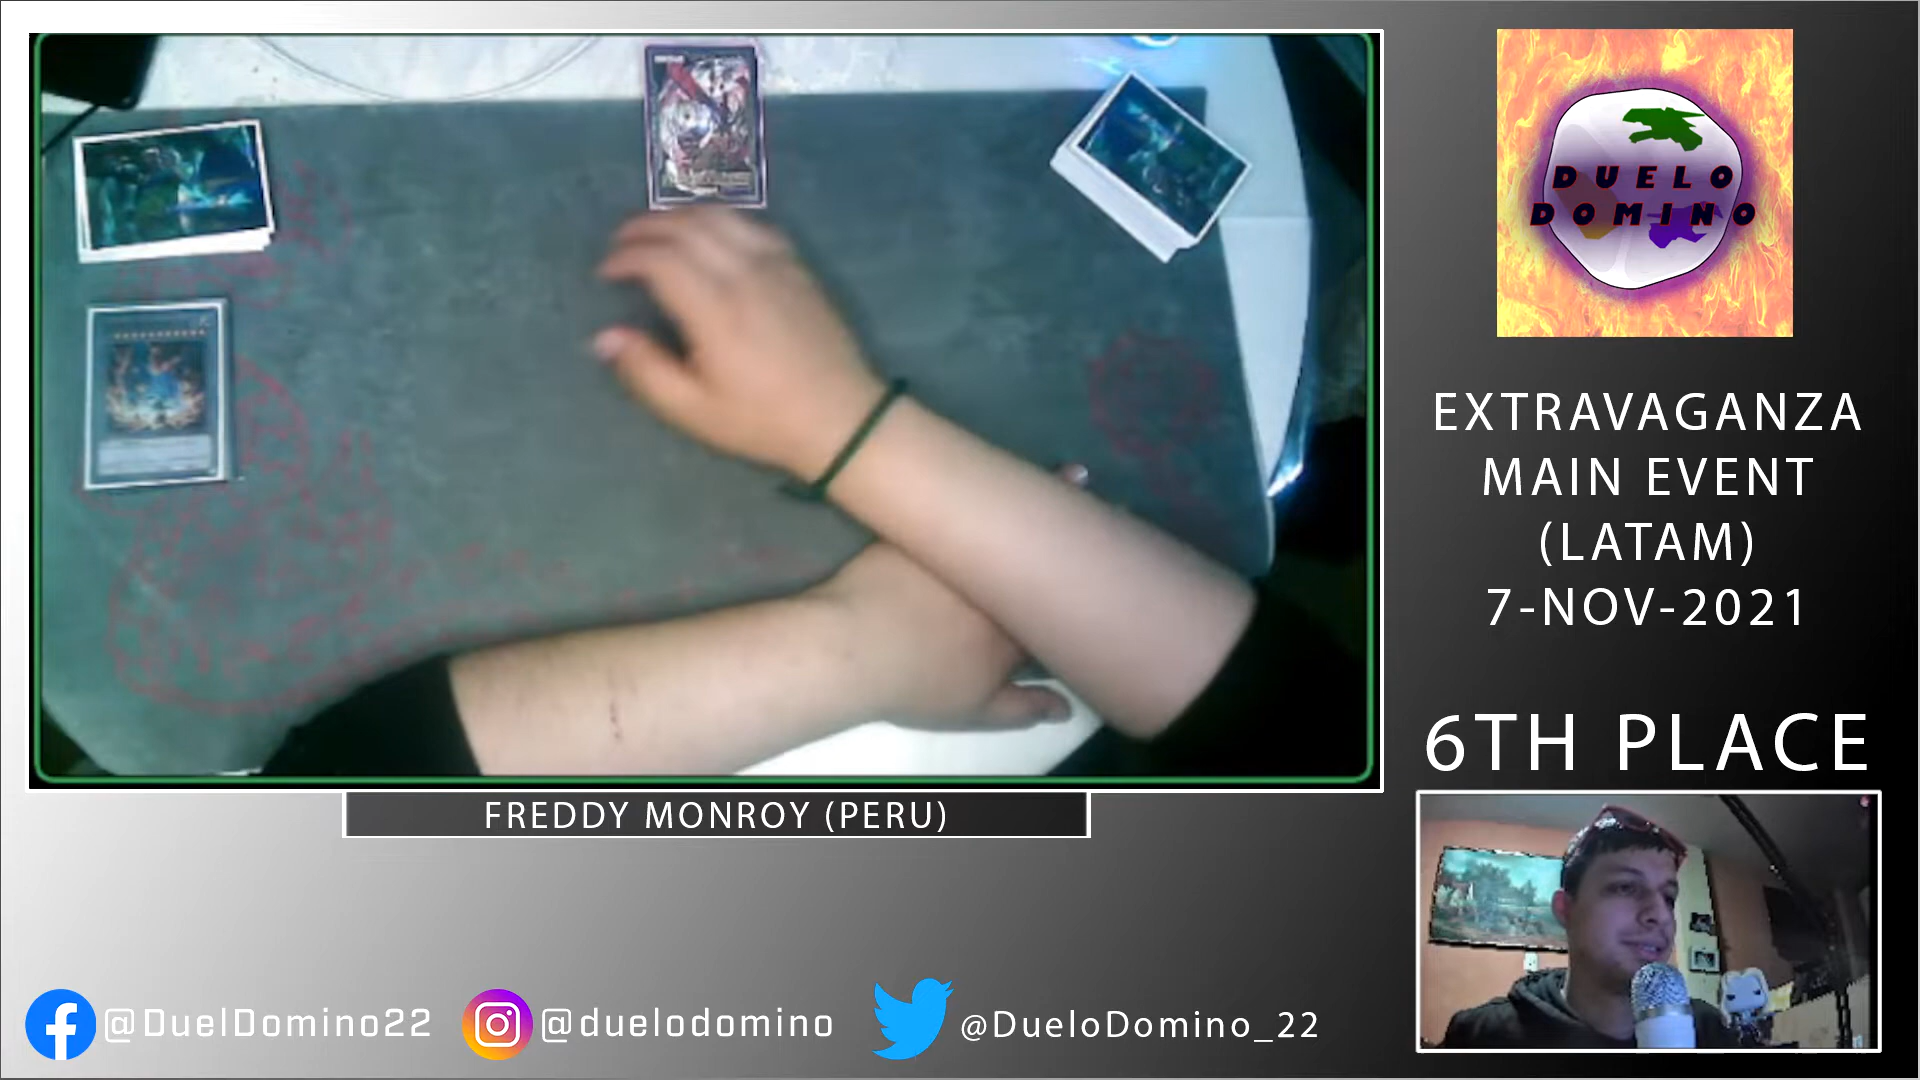 DUELO
DOMINO
EXTRAVAGANZA
MAIN EVENT
(LATAM)
7-NOV-2021
6TH PLACE
FREDDY MONROY (PERU)
@DuelDomino22
@duelodomino
@DueloDomino_22